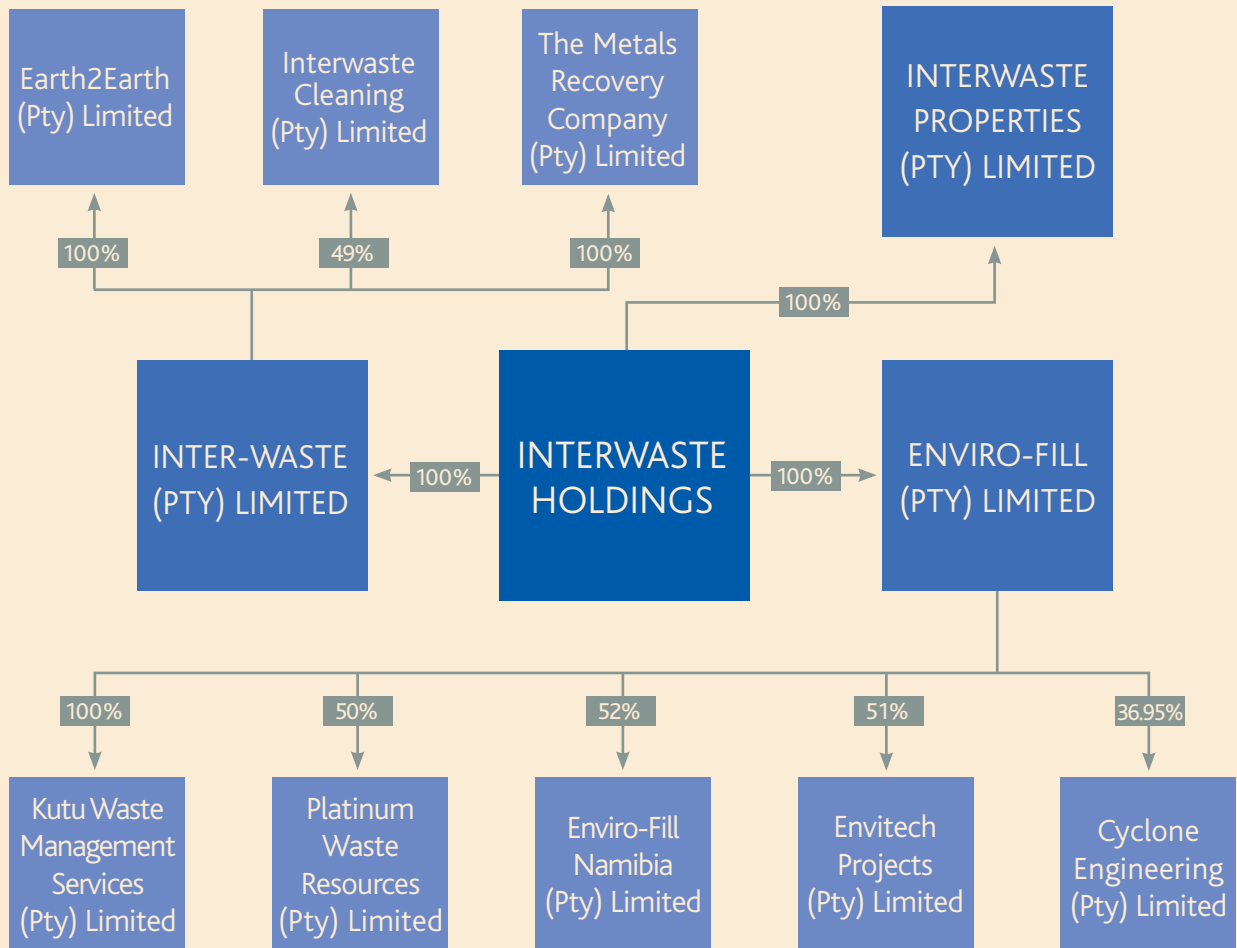 Earth2Earth
(Pty) Limited
Interwaste
Cleaning
(Pty) Limited
The Metals
Recovery
Company
(Pty) Limited
INTERWASTE
PROPERTIES
(PTY) LIMITED
100%
49%
100%
100%
INTER-WASTE
(PTY) LIMITED
100%
INTERWASTE
HOLDINGS
100%
ENVIRO-FILL
(PTY) LIMITED
100%
50%
52%
51%
36.95%
Kutu Waste
Management
Services
(Pty) Limited
Platinum
Waste
Resources
(Pty) Limited
Enviro-Fill
Namibia
(Pty) Limited
Envitech
Projects
(Pty) Limited
Cyclone
Engineering
(Pty) Limited